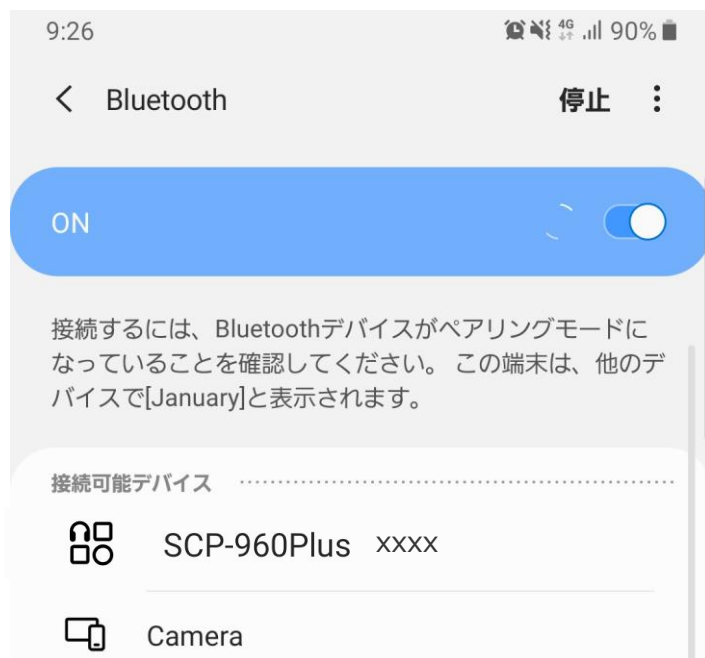 9:26 4G 90%
Bluetooth 停止
ON
接続するには、Bluetoothデバイスがペアリングモードに
なっていることを確認してください。 この端末は、他のデ
バイスで[January]と表示されます。
接続可能デバイス
SCP-960Plus xxxx
Camera